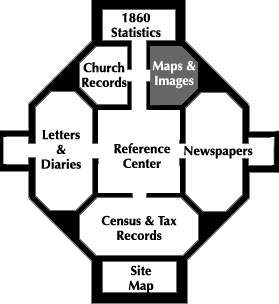 1860
Statistics
Church
Records
Maps &
Images
Letters
&
Diaries
Reference
Center
Newspapers
Census & Tax
Records
Site
Map